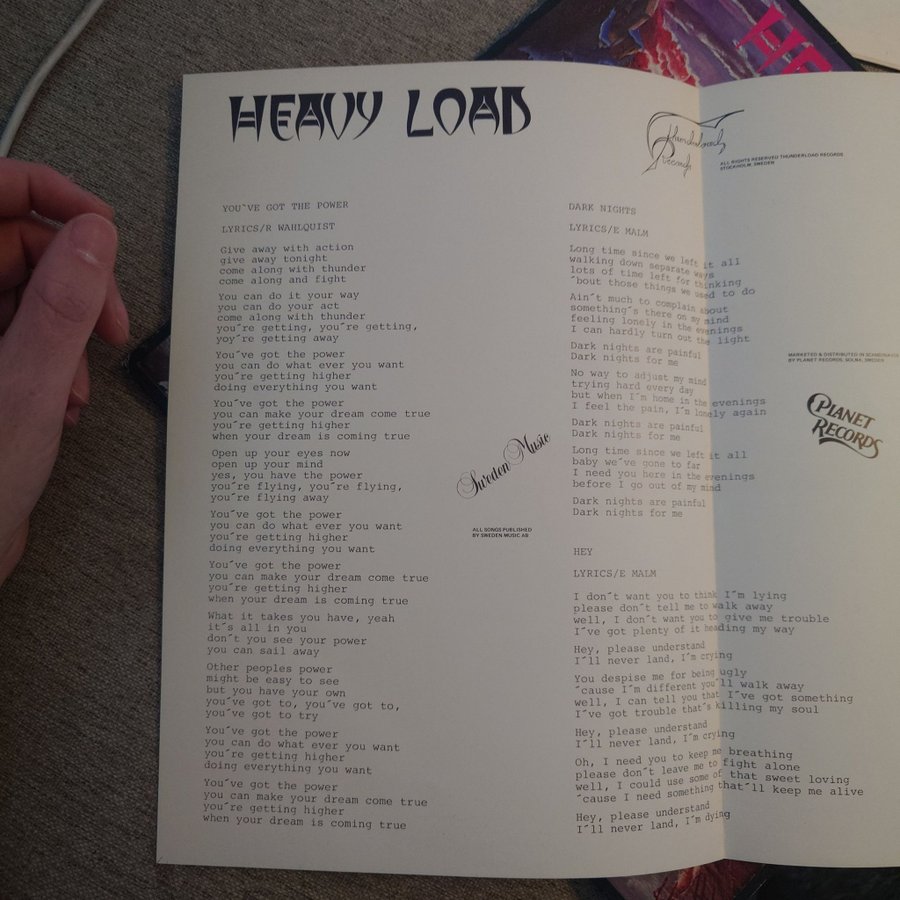 HEAVY LOAD
Thunderload
Records
ALL RIGHTS RESERVED THUNDERLOAD RECORDS
STOCKHOLM, SWEDEN
YOU`VE GOT THE POWER
LYRICS/R WAHLQUIST
Give away with action
give away tonight
come along with thunder
come along and fight
You can do it your way
you can do your act
come along with thunder
you´re getting, you´re getting,
yoy´re getting away
You´ve got the power
you can do what ever you want
you´re getting higher
doing everything you want
You´ve got the power
you can make your dream come true
you´re getting higher
when your dream is coming true
Open up your eyes now
open up your mind
yes, you have the power
you´re flying, you´re flying,
you´re flying away
You´ve got the power
you can do what ever you want
you´re getting higher
doing everything you want
You´ve got the power
you can make your dream come true
you´re getting higher
when your dream is coming true
What it takes you have, yeah
it´s all in you
don´t you see your power
you can sail away
Other peoples power
might be easy to see
but you have your own
you´ve got to, you´ve got to,
you´ve got to try
You´ve got the power
you can do what ever you want
you´re getting higher
doing everything you want
You´ve got the power
you can make your dream come true
you´re getting higher
when your dream is coming true
Sweden Music
ALL SONGS PUBLISHED
BY SWEDEN MUSIC AB
DARK NIGHTS
LYRICS/E MALM
Long time since we left it all
walking down separate ways
lots of time left for thinking
´bout those things we used to do
Ain´t much to complain about
something´s there on my mind
feeling lonely in the evenings
I can hardly turn out the light
Dark nights are painful
Dark nights for me
No way to adjust my mind
trying hard every day
but when I´m home in the evenings
I feel the pain, I´m lonely again
Dark nights are painful
Dark nights for me
Long time since we left it all
baby we´ve gone to far
I need you here in the evenings
before I go out of my mind
Dark nights are painful
Dark nights for me
HEY
LYRICS/E MALM
I don´t want you to think I´m lying
please don´t tell me to walk away
well, I don´t want you to give me trouble
I´ve got plenty of it heading my way
Hey, please understand
I´ll never land, I´m crying
You despise me for being ugly
´cause I´m different you´ll walk away
well, I can tell you that I´ve got something
I´ve got trouble that´s killing my soul
Hey, please understand
I´ll never land, I´m crying
Oh, I need you to keep me breathing
please don´t leave me to fight alone
well, I could use some of that sweet loving
´cause I need something that´ll keep me alive
Hey, please understand
I´ll never land, I´m dying
MARKETED & DISTRIBUTED IN SCANDINAVIA
BY PLANET RECORDS, SOLNA, SWEDEN
PLANET
RECORDS